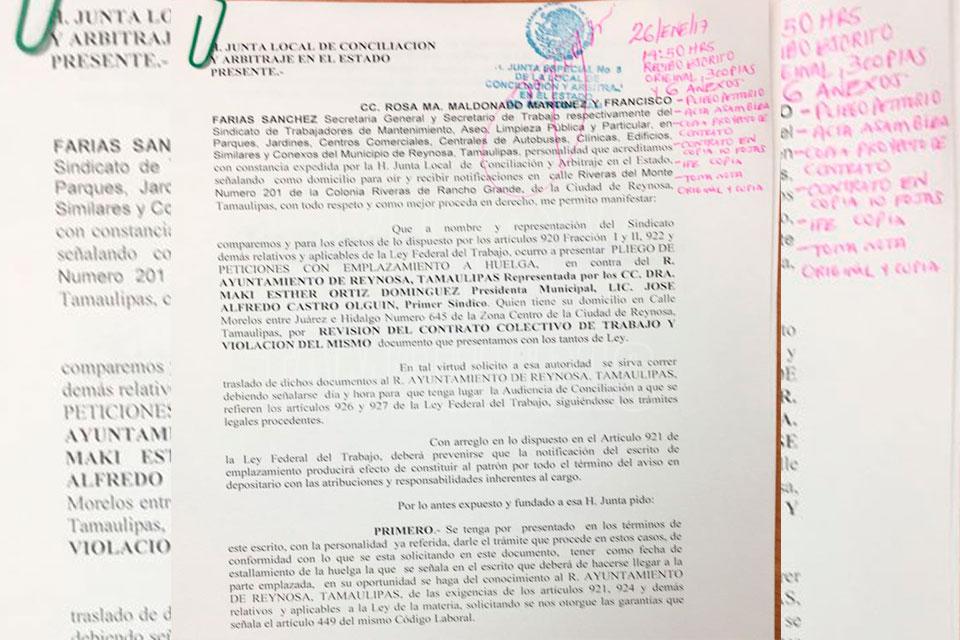 H. JUNTA LOCAL DE CONCILIACION
Y ARBITRAJE EN EL ESTADO
PRESENTE.-
H. JUNTA ESPECIAL No 8
DE LA LOCAL DE
CONCILIACIÓN Y ARBITRAJE
EN EL ESTADO
26/ENE/17
19:50 HRS
RECIBO ESCRITO
ORIGINAL, 3 COPIAS
Y 6 ANEXOS
- PLIEGO PETITORIO
- ACTA ASAMBLEA
- COPIA PROYECTO DE
CONTRATO
- CONTRATO EN
COPIA 10 FOJAS
- IFE COPIA
- TOMA NOTA
ORIGINAL Y COPIA
CC. ROSA MA. MALDONADO MARTINEZ Y FRANCISCO
FARIAS SANCHEZ Secretaria General y Secretario de Trabajo respectivamente del
Sindicato de Trabajadores de Mantenimiento, Aseo, Limpieza Pública y Particular, en
Parques, Jardines, Centros Comerciales, Centrales de Autobuses, Clínicas, Edificios,
Similares y Conexos del Municipio de Reynosa, Tamaulipas, personalidad que acreditamos
con constancia expedida por la H. Junta Local de Conciliación y Arbitraje en el Estado,
señalando como domicilio para oir y recibir notificaciones en calle Riveras del Monte
Numero 201 de la Colonia Riveras de Rancho Grande, de la Ciudad de Reynosa,
Tamaulipas, con todo respeto y como mejor proceda en derecho, me permito manifestar:
Que a nombre y representación del Sindicato
comparemos y para los efectos de lo dispuesto por los artículos 920 Fracción I y II, 922 y
demás relativos y aplicables de la Ley Federal del Trabajo, ocurro a presentar PLIEGO DE
PETICIONES CON EMPLAZAMIENTO A HUELGA, en contra del R.
AYUNTAMIENTO DE REYNOSA, TAMAULIPAS Representada por los CC. DRA.
MAKI ESTHER ORTIZ DOMINGUEZ Presidenta Municipal, LIC. JOSE
ALFREDO CASTRO OLGUIN, Primer Sindico. Quien tiene su domicilio en Calle
Morelos entre Juárez e Hidalgo Numero 645 de la Zona Centro de la Ciudad de Reynosa,
Tamaulipas, por REVISION DEL CONTRATO COLECTIVO DE TRABAJO Y
VIOLACION DEL MISMO documento que presentamos con los tantos de Ley.
En tal virtud solicito a esa autoridad se sirva correr
traslado de dichos documentos al R. AYUNTAMIENTO DE REYNOSA, TAMAULIPAS,
debiendo señalarse día y hora para que tenga lugar la Audiencia de Conciliación a que se
refieren los artículos 926 y 927 de la Ley Federal del Trabajo, siguiéndose los trámites
legales procedentes.
Con arreglo en lo dispuesto en el Artículo 921 de
la Ley Federal del Trabajo, deberá prevenirse que la notificación del escrito de
emplazamiento producirá efecto de constituir al patrón por todo el término del aviso en
depositario con las atribuciones y responsabilidades inherentes al cargo.
Por lo antes expuesto y fundado a esa H. Junta pido:
PRIMERO.- Se tenga por presentado en los términos de
este escrito, con la personalidad ya referida, darle el trámite que procede en estos casos, de
conformidad con lo que se esta solicitando en este documento, tener como fecha de
estallamiento de la huelga la que se señala en el escrito que deberá de hacerse llegar a la
parte emplazada, en su oportunidad se haga del conocimiento al R. AYUNTAMIENTO
DE REYNOSA, TAMAULIPAS, de las exigencias de los artículos 921, 924 y demás
relativos y aplicables a la Ley de la materia, solicitando se nos otorgue las garantías que
señala el artículo 449 del mismo Código Laboral.